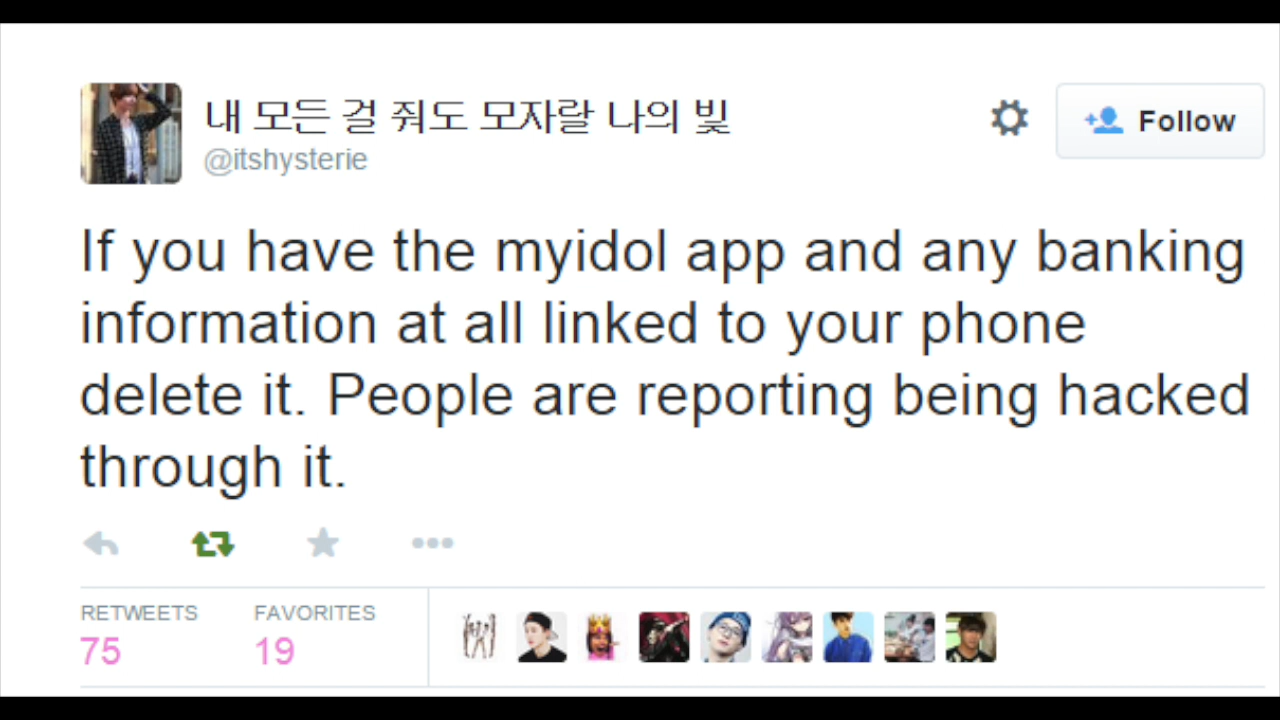 내 모든 걸 줘도 모자랄 나의 빛
@itshysterie
Follow
If you have the myidol app and any banking
information at all linked to your phone
delete it. People are reporting being hacked
through it.
RETWEETS FAVORITES
75 19